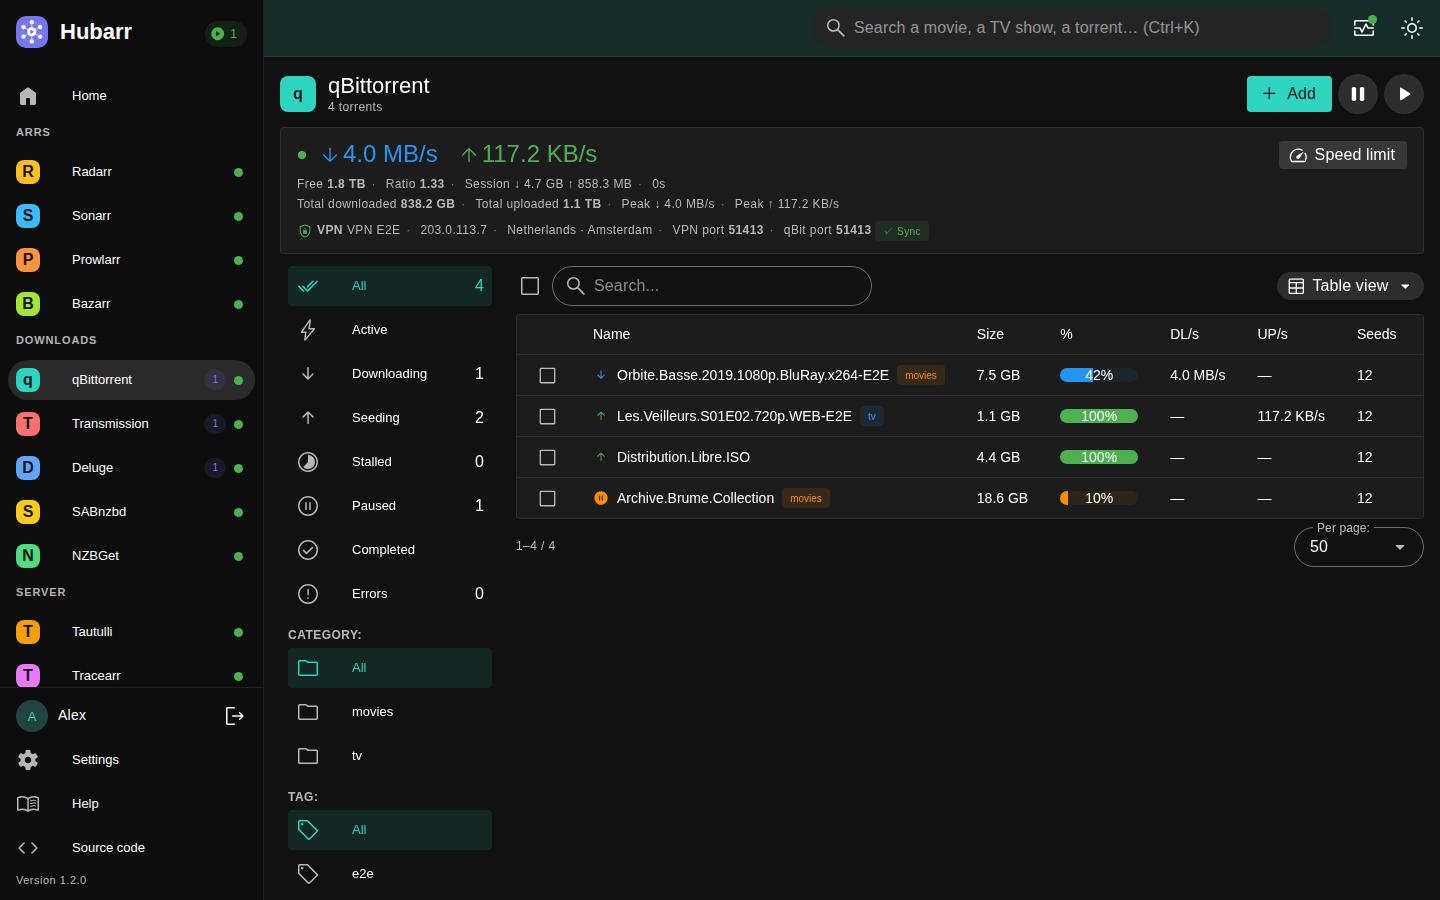 Hubarr
1
Search a movie, a TV show, a torrent… (Ctrl+K)
Home
ARRS
R Radarr
S Sonarr
P Prowlarr
B Bazarr
DOWNLOADS
q qBittorrent 1
T Transmission 1
D Deluge 1
S SABnzbd
N NZBGet
SERVER
T Tautulli
T Tracearr
A Alex
Settings
Help
Source code
Version 1.2.0
q qBittorrent
4 torrents
Add
4.0 MB/s 117.2 KB/s
Speed limit
Free 1.8 TB · Ratio 1.33 · Session ↓ 4.7 GB ↑ 858.3 MB · 0s
Total downloaded 838.2 GB · Total uploaded 1.1 TB · Peak ↓ 4.0 MB/s · Peak ↑ 117.2 KB/s
VPN VPN E2E · 203.0.113.7 · Netherlands · Amsterdam · VPN port 51413 · qBit port 51413 ✓ Sync
All 4
Active
Downloading 1
Seeding 2
Stalled 0
Paused 1
Completed
Errors 0
CATEGORY:
All
movies
tv
TAG:
All
e2e
Search...
Table view
Name Size % DL/s UP/s Seeds
Orbite.Basse.2019.1080p.BluRay.x264-E2E movies 7.5 GB 42% 4.0 MB/s — 12
Les.Veilleurs.S01E02.720p.WEB-E2E tv 1.1 GB 100% — 117.2 KB/s 12
Distribution.Libre.ISO 4.4 GB 100% — — 12
Archive.Brume.Collection movies 18.6 GB 10% — — 12
1–4 / 4
Per page:
50